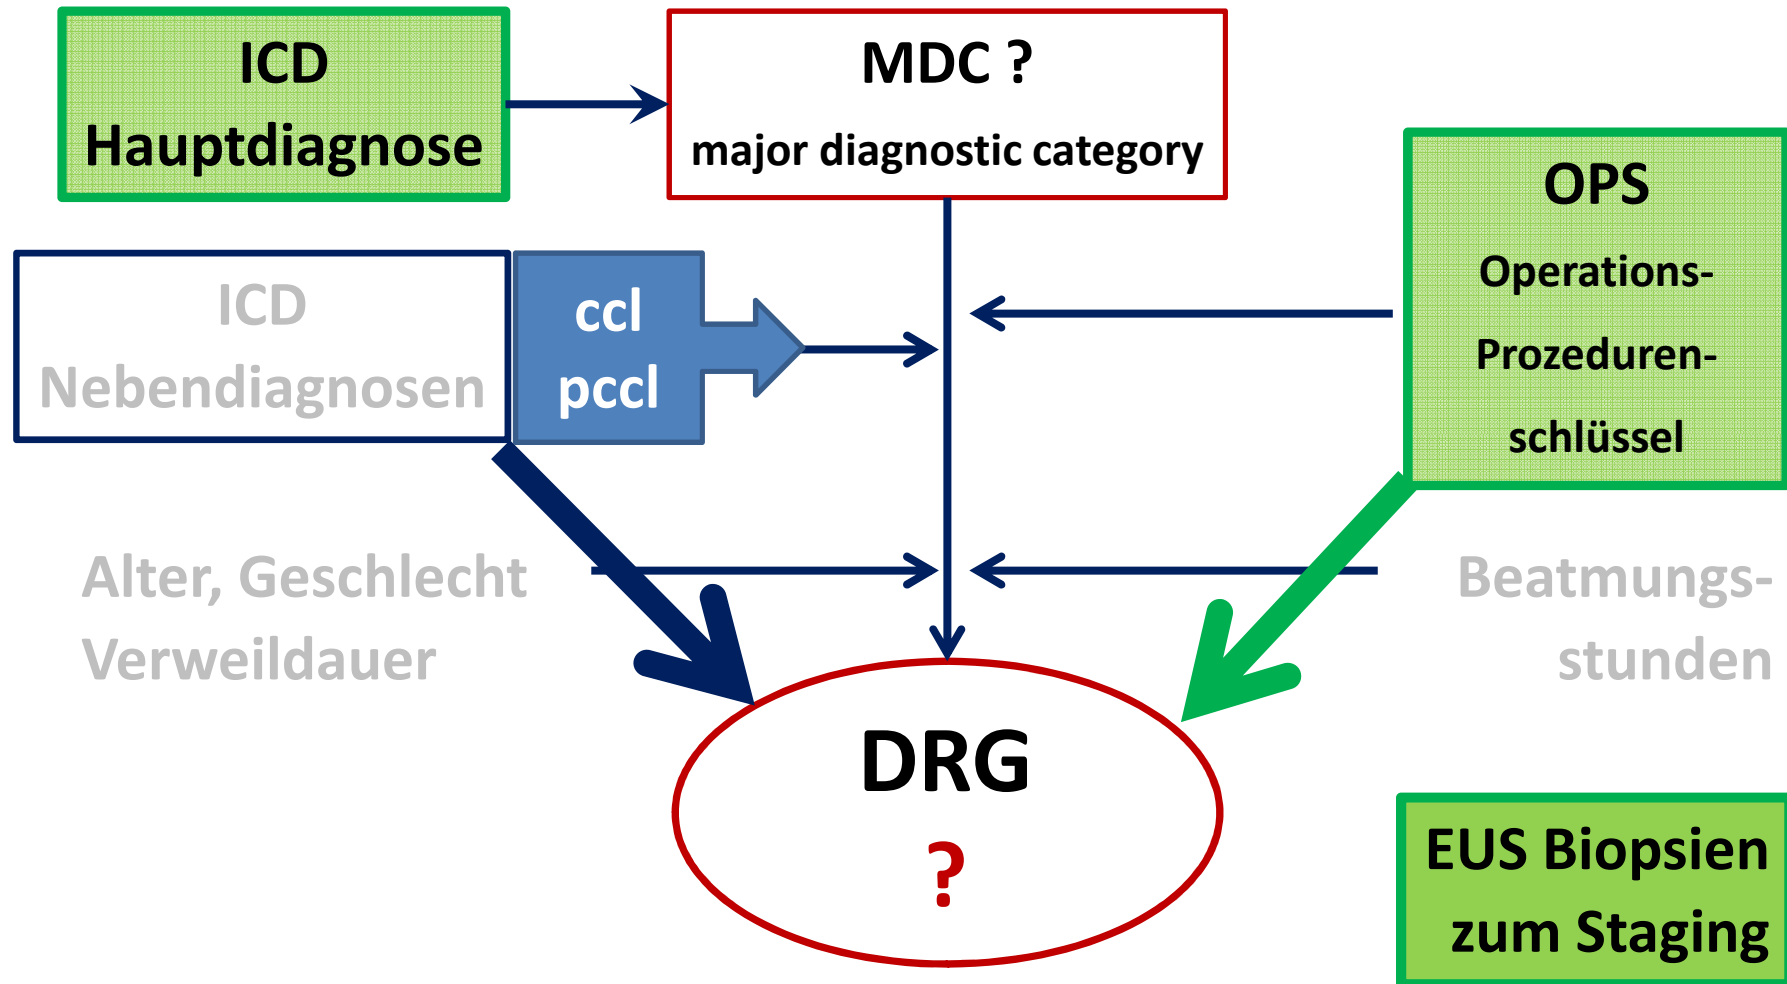 ICD
Hauptdiagnose
MDC ?
major diagnostic category
OPS
Operations-
Prozeduren-
schlüssel
ICD
Nebendiagnosen
ccl
pccl
Alter, Geschlecht
Verweildauer
Beatmungs-
stunden
DRG
?
EUS Biopsien
zum Staging